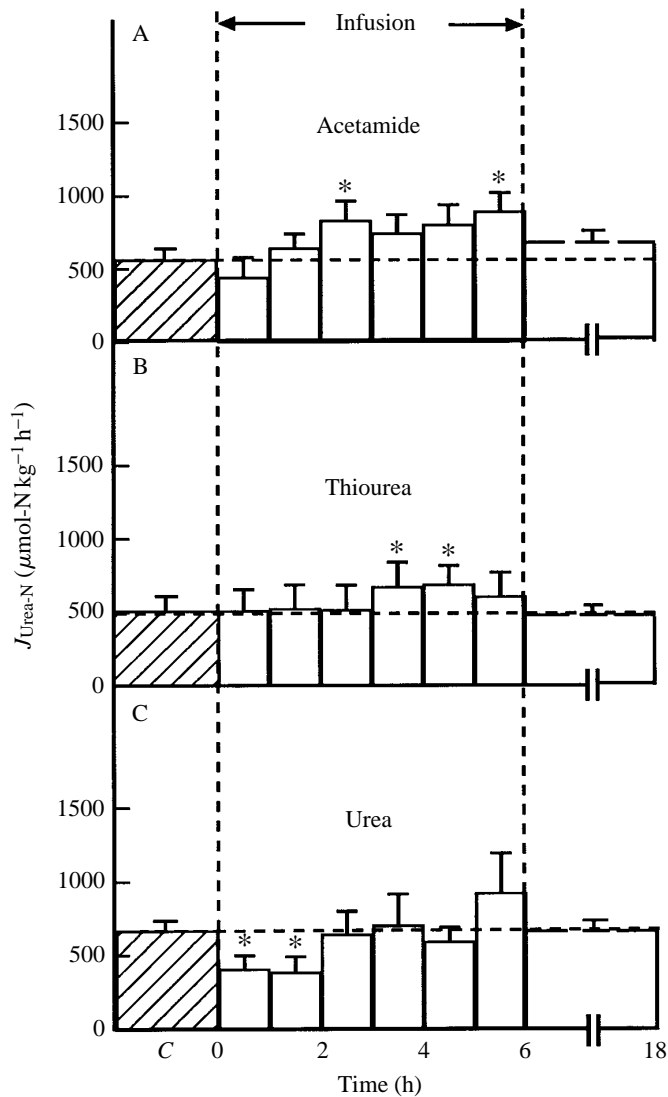 A
Infusion
1500
Acetamide
1000
* *
500
0
B
1500
Thiourea
1000
* *
500
0
C
1500
Urea
1000
500
* *
0
J_Urea-N (μmol-N kg⁻¹ h⁻¹)
C 0 2 4 6 18
Time (h)